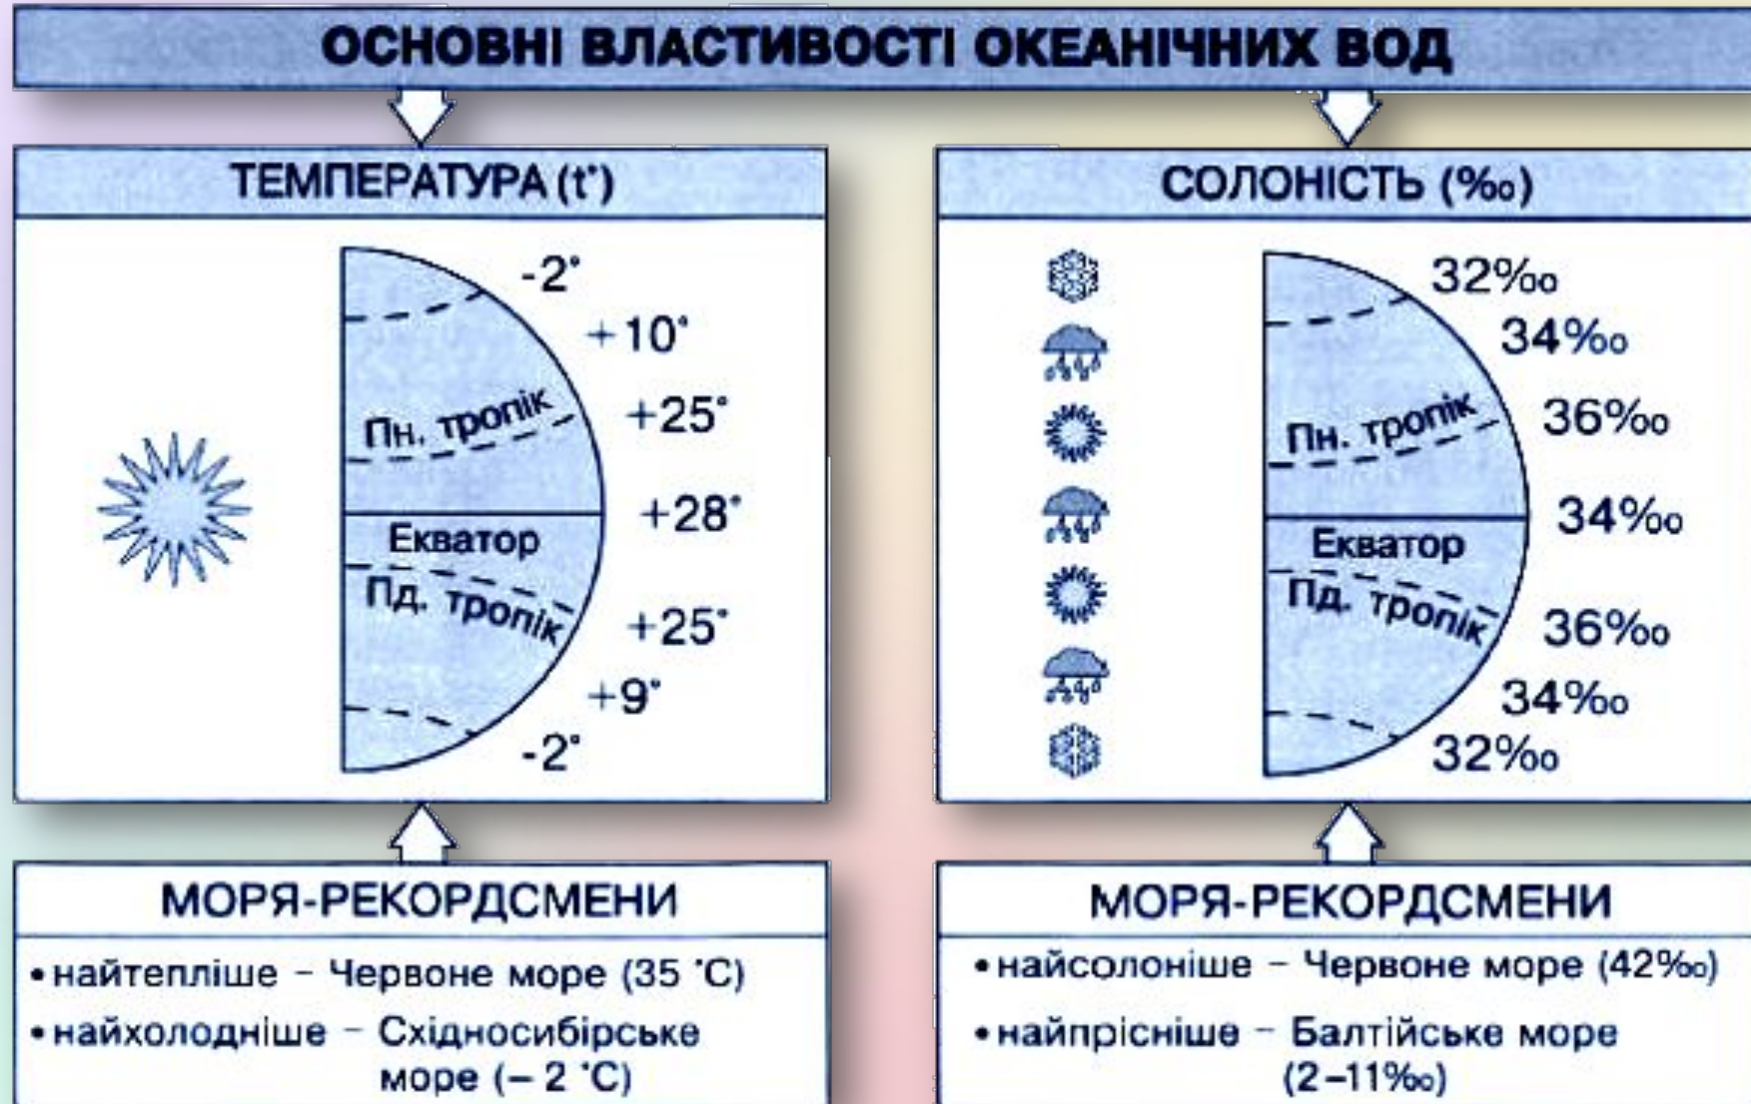 ОСНОВНІ ВЛАСТИВОСТІ ОКЕАНІЧНИХ ВОД
ТЕМПЕРАТУРА (t°)
-2°
+10°
+25°
Пн. тропік
+28°
Екватор
Пд. тропік
+25°
+9°
-2°
МОРЯ-РЕКОРДСМЕНИ
• найтепліше – Червоне море (35 °C)
• найхолодніше – Східносибірське
море (– 2 °C)
СОЛОНІСТЬ (‰)
32‰
34‰
36‰
Пн. тропік
34‰
Екватор
Пд. тропік
36‰
34‰
32‰
МОРЯ-РЕКОРДСМЕНИ
• найсолоніше – Червоне море (42‰)
• найпрісніше – Балтійське море
(2–11‰)